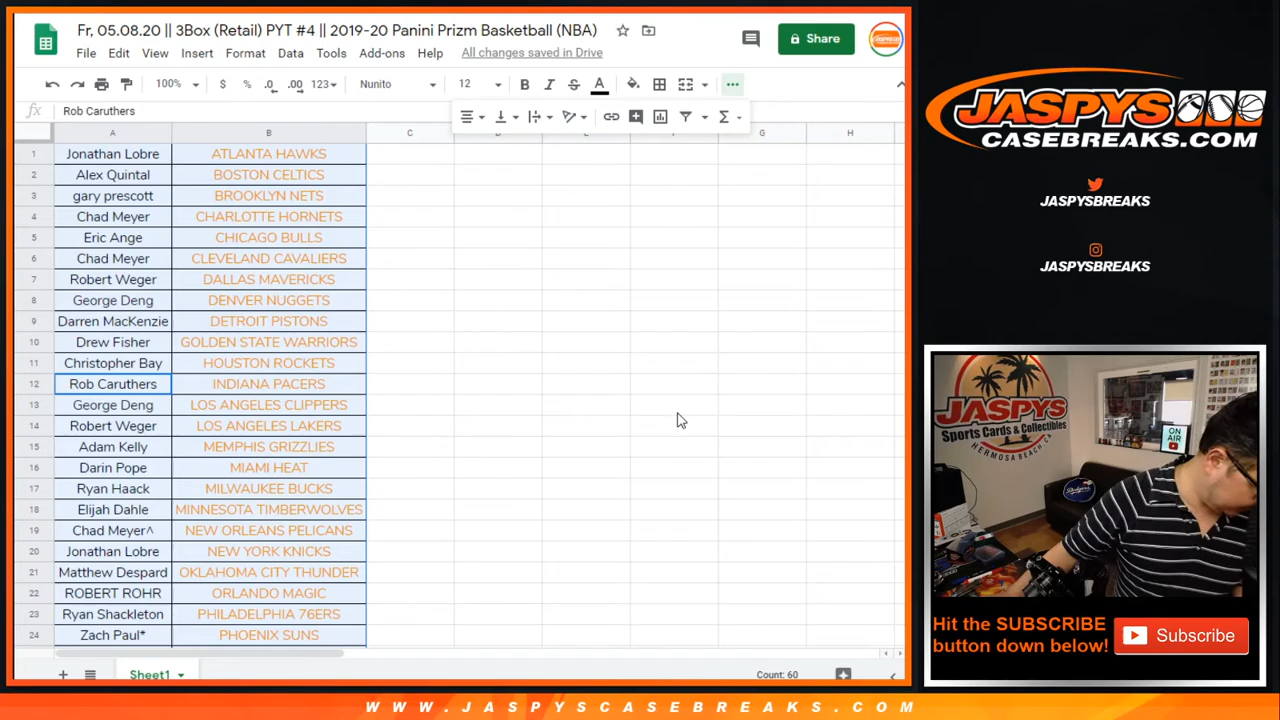 Fr, 05.08.20 || 3Box (Retail) PYT #4 || 2019-20 Panini Prizm Basketball (NBA)
File Edit View Insert Format Data Tools Add-ons Help All changes saved in Drive
Share
100% $ % .0 .00 123 Nunito 12 B I S A
fx Rob Caruthers
A B C G H
1 Jonathan Lobre ATLANTA HAWKS
2 Alex Quintal BOSTON CELTICS
3 gary prescott BROOKLYN NETS
4 Chad Meyer CHARLOTTE HORNETS
5 Eric Ange CHICAGO BULLS
6 Chad Meyer CLEVELAND CAVALIERS
7 Robert Weger DALLAS MAVERICKS
8 George Deng DENVER NUGGETS
9 Darren MacKenzie DETROIT PISTONS
10 Drew Fisher GOLDEN STATE WARRIORS
11 Christopher Bay HOUSTON ROCKETS
12 Rob Caruthers INDIANA PACERS
13 George Deng LOS ANGELES CLIPPERS
14 Robert Weger LOS ANGELES LAKERS
15 Adam Kelly MEMPHIS GRIZZLIES
16 Darin Pope MIAMI HEAT
17 Ryan Haack MILWAUKEE BUCKS
18 Elijah Dahle MINNESOTA TIMBERWOLVES
19 Chad Meyer^ NEW ORLEANS PELICANS
20 Jonathan Lobre NEW YORK KNICKS
21 Matthew Despard OKLAHOMA CITY THUNDER
22 ROBERT ROHR ORLANDO MAGIC
23 Ryan Shackleton PHILADELPHIA 76ERS
24 Zach Paul* PHOENIX SUNS
Sheet1
Count: 60
JASPYS
CASEBREAKS.COM
JASPYSBREAKS
JASPYSBREAKS
JASPYS
Sports Cards & Collectibles
HERMOSA BEACH, CA
ON
AIR
Dodgers
Hit the SUBSCRIBE
button down below!
Subscribe
WWW.JASPYSCASEBREAKS.COM